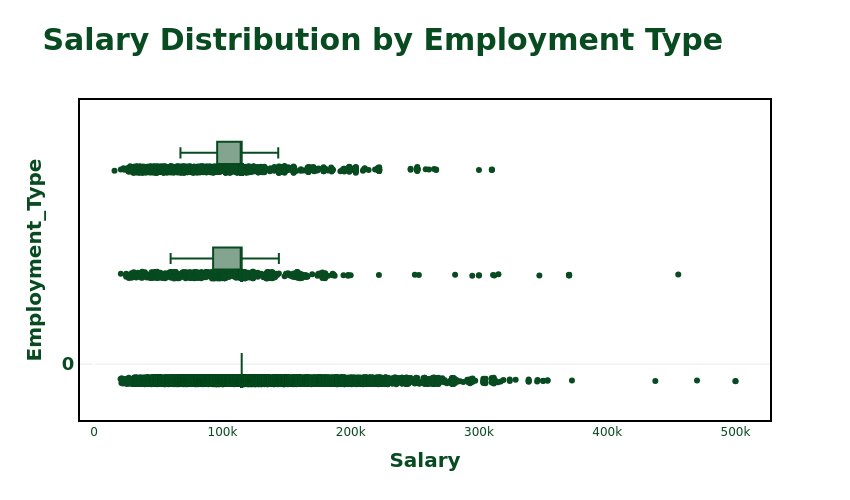 Salary Distribution by Employment Type
Employment_Type
0
0
100k
200k
300k
400k
500k
Salary